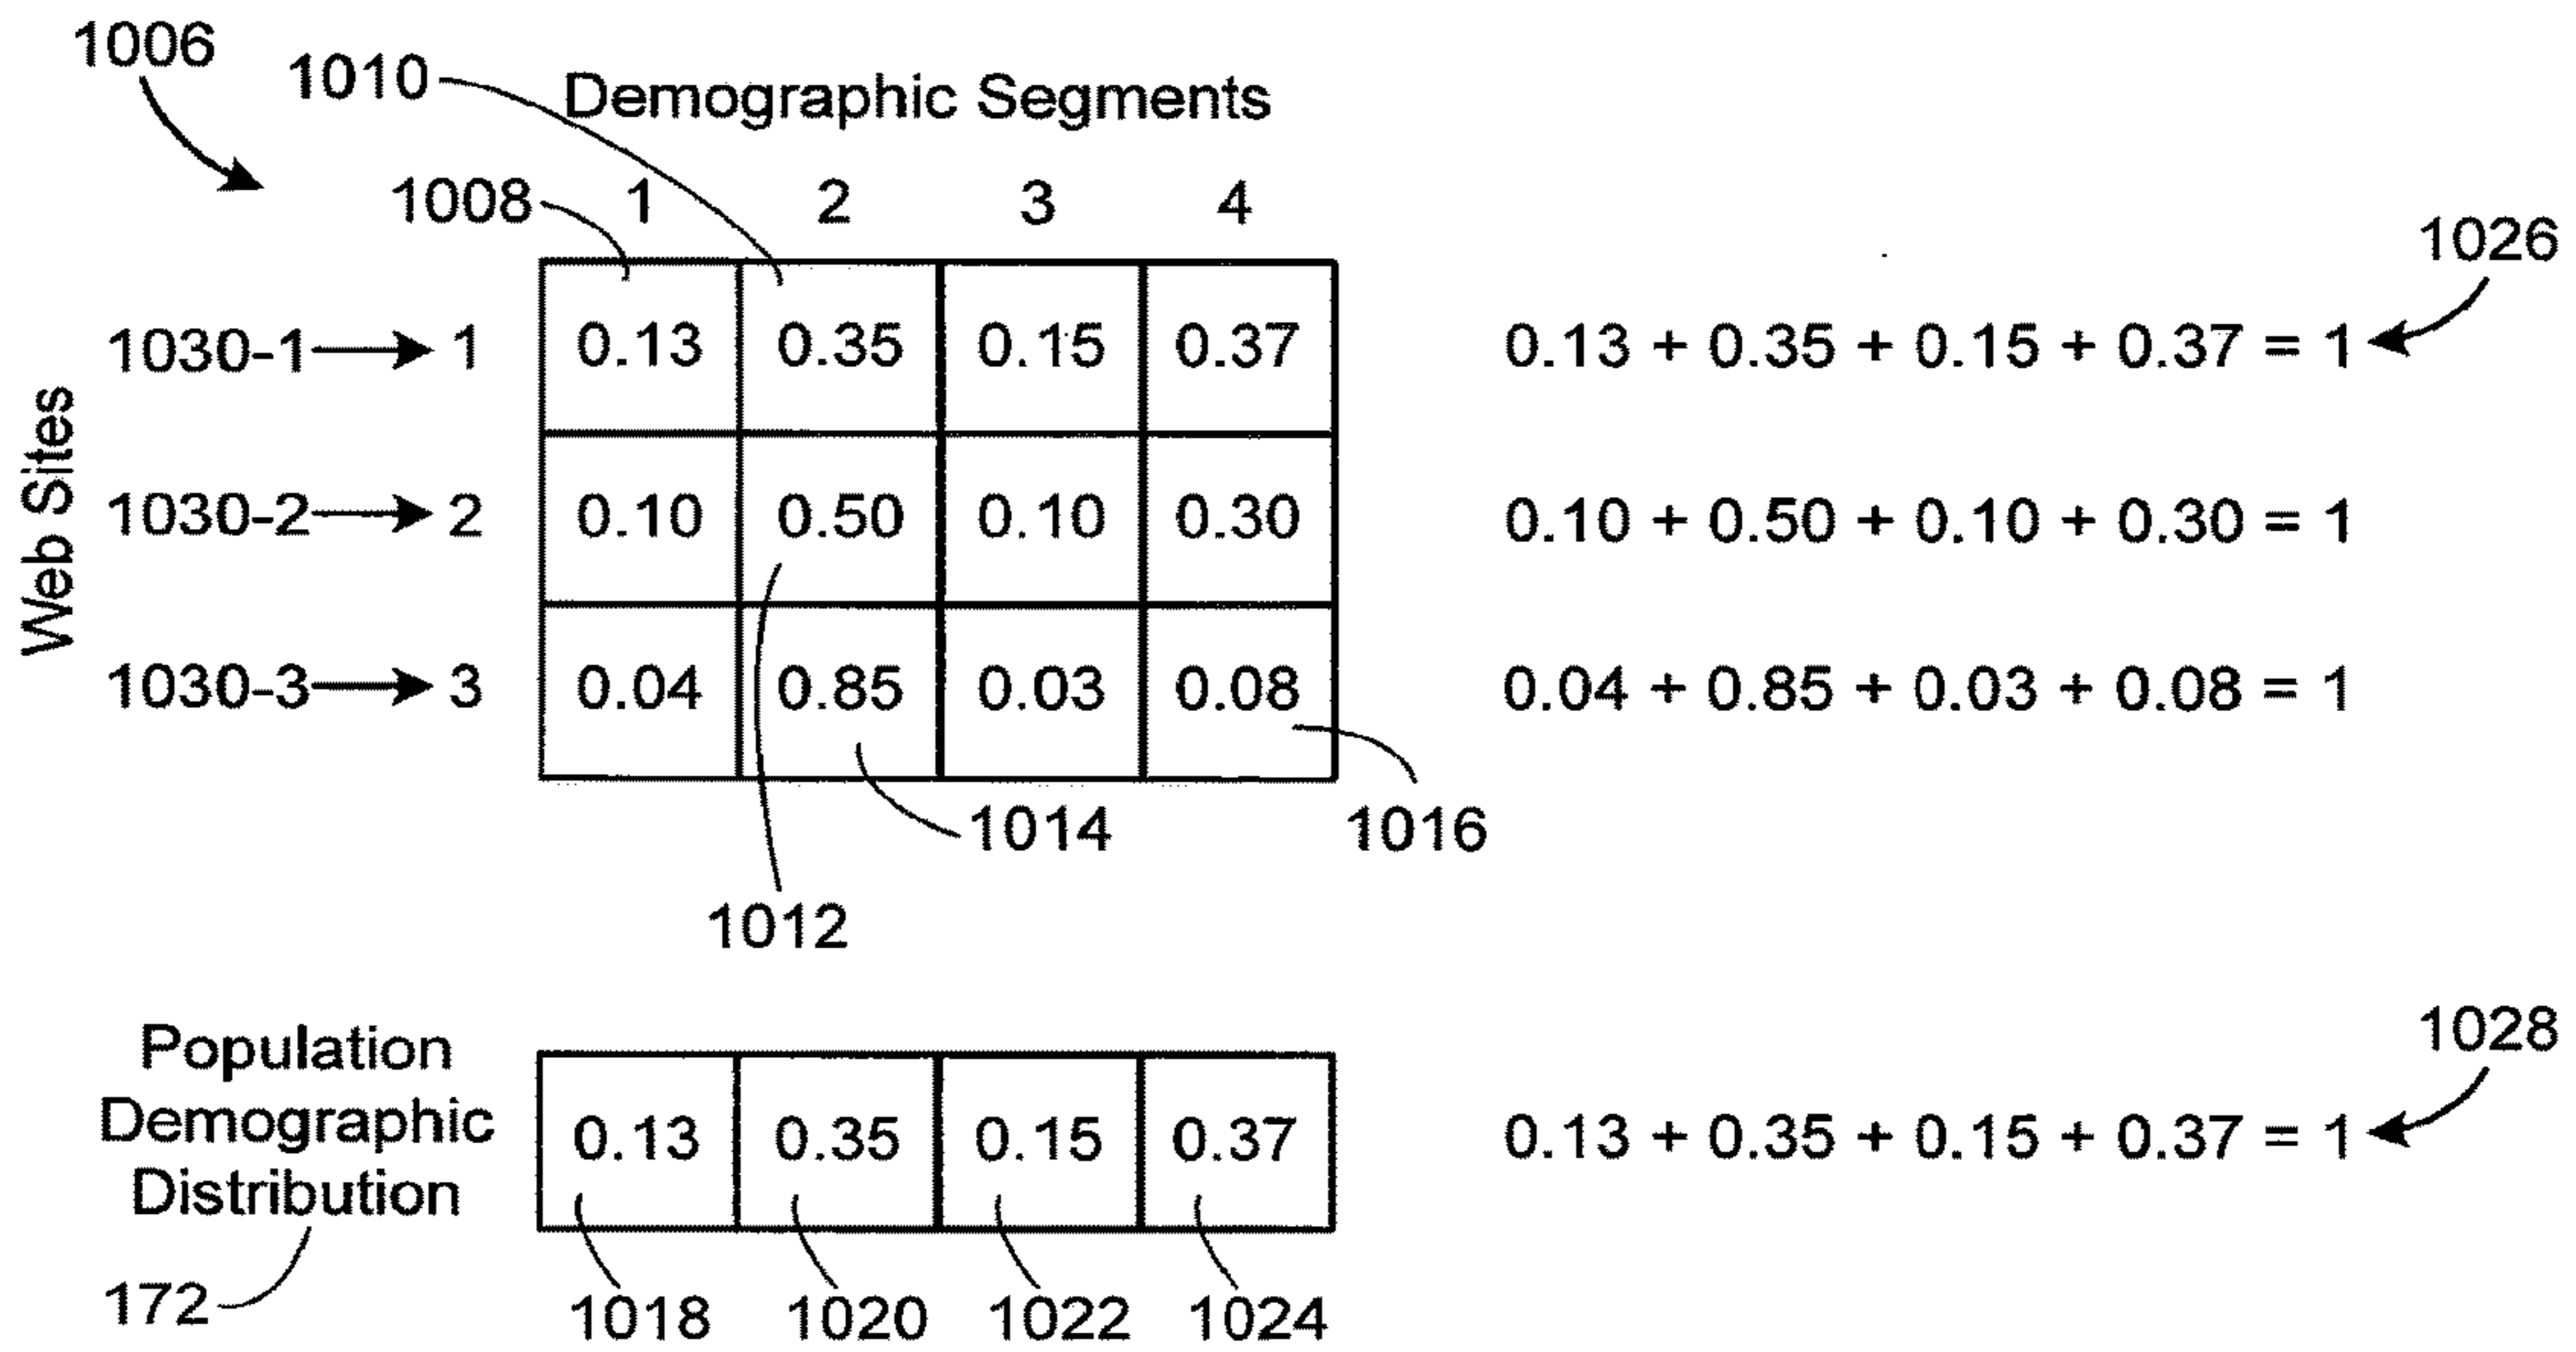 1006
1010 Demographic Segments
1008 1 2 3 4
1026
Web Sites
1030-1 1 0.13 0.35 0.15 0.37 0.13 + 0.35 + 0.15 + 0.37 = 1
1030-2 2 0.10 0.50 0.10 0.30 0.10 + 0.50 + 0.10 + 0.30 = 1
1030-3 3 0.04 0.85 0.03 0.08 0.04 + 0.85 + 0.03 + 0.08 = 1
1014 1016
1012
Population
Demographic
Distribution
1028
0.13 0.35 0.15 0.37 0.13 + 0.35 + 0.15 + 0.37 = 1
172 1018 1020 1022 1024